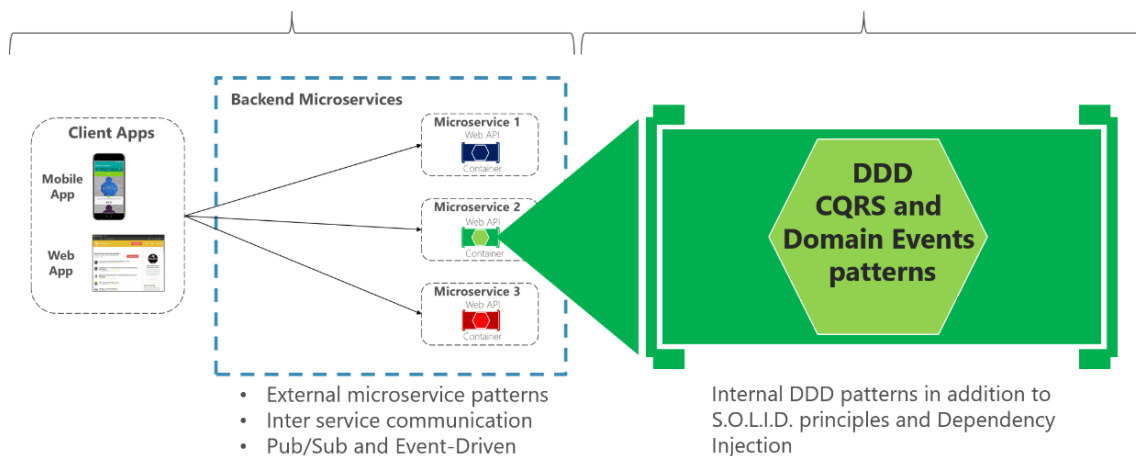 Client Apps
Mobile
App
Web
App
Backend Microservices
Microservice 1
Web API
Container
Microservice 2
Web API
Container
Microservice 3
Web API
Container
• External microservice patterns
• Inter service communication
• Pub/Sub and Event-Driven
DDD
CQRS and
Domain Events
patterns
Internal DDD patterns in addition to
S.O.L.I.D. principles and Dependency
Injection